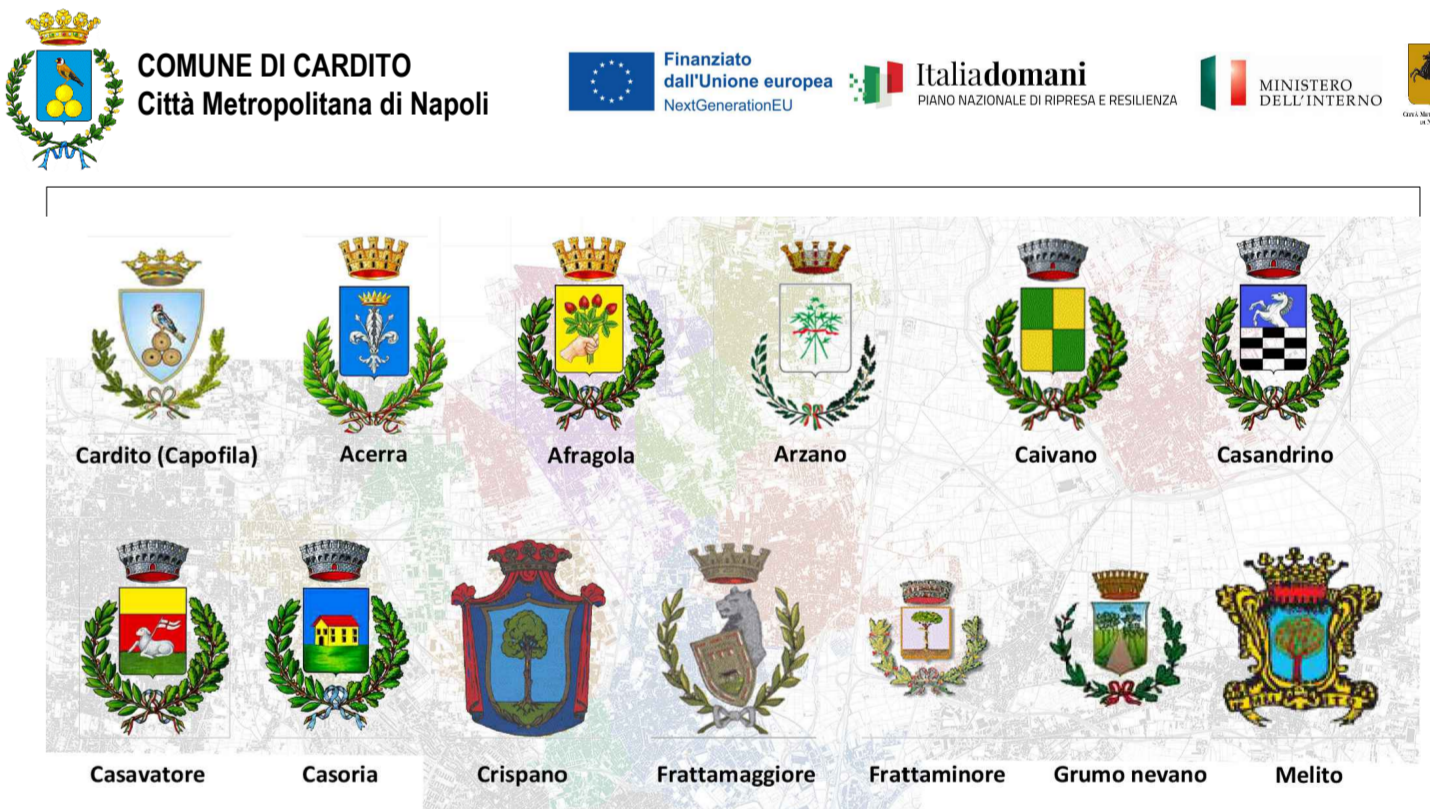 COMUNE DI CARDITO
Città Metropolitana di Napoli
Finanziato
dall'Unione europea
NextGenerationEU
Italiadomani
PIANO NAZIONALE DI RIPRESA E RESILIENZA
MINISTERO
DELL'INTERNO
Cardito (Capofila)
Acerra
Afragola
Arzano
Caivano
Casandrino
Casavatore
Casoria
Crispano
Frattamaggiore
Frattaminore
Grumo nevano
Melito